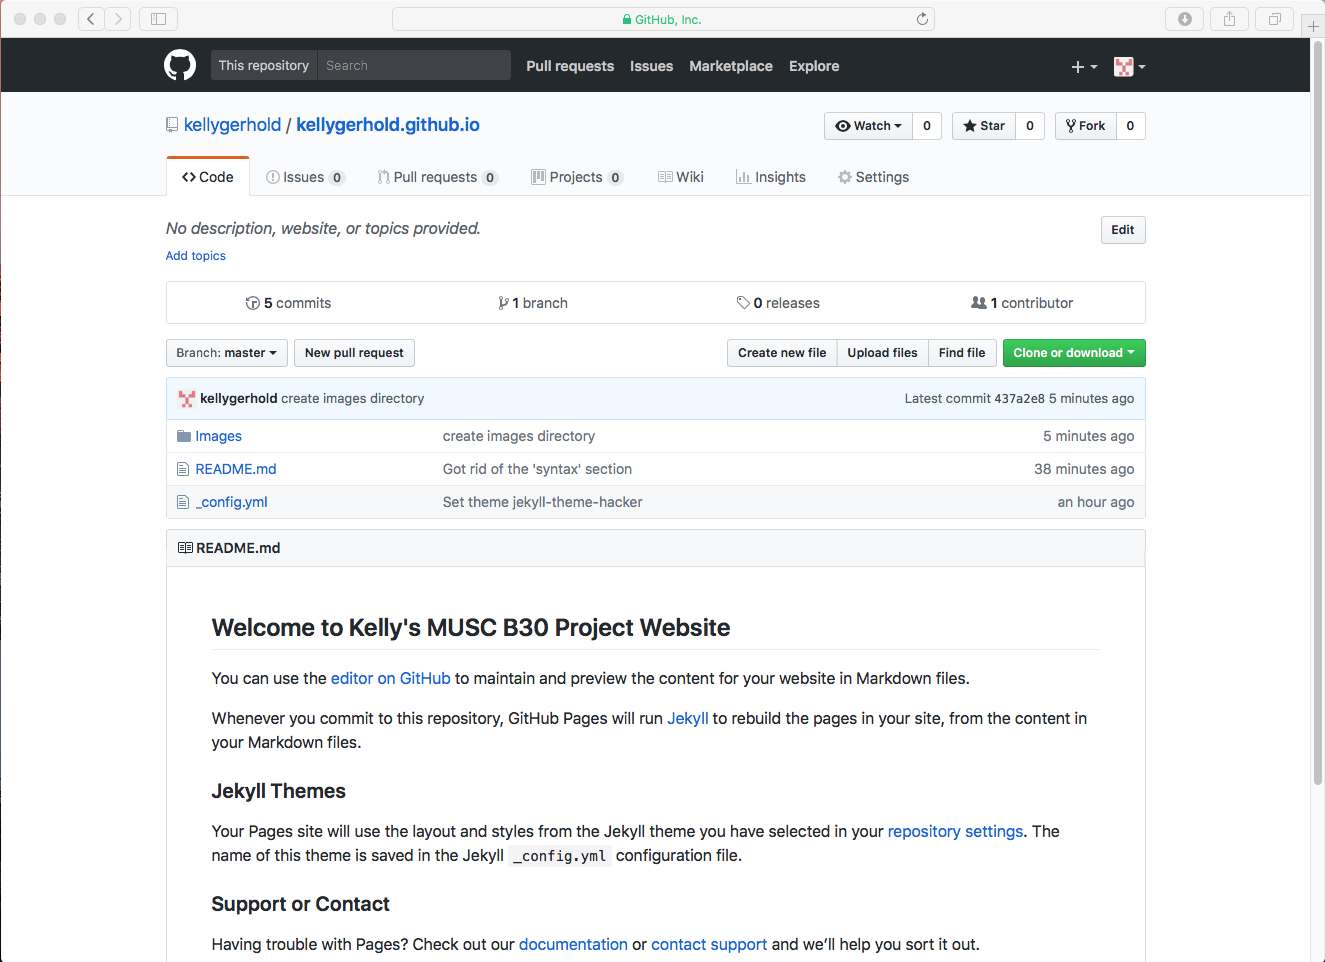 GitHub, Inc.
This repository Search Pull requests Issues Marketplace Explore
kellygerhold / kellygerhold.github.io
Watch 0 Star 0 Fork 0
Code Issues 0 Pull requests 0 Projects 0 Wiki Insights Settings
No description, website, or topics provided.
Edit
Add topics
5 commits 1 branch 0 releases 1 contributor
Branch: master New pull request Create new file Upload files Find file Clone or download
kellygerhold create images directory Latest commit 437a2e8 5 minutes ago
Images create images directory 5 minutes ago
README.md Got rid of the 'syntax' section 38 minutes ago
_config.yml Set theme jekyll-theme-hacker an hour ago
README.md
Welcome to Kelly's MUSC B30 Project Website
You can use the editor on GitHub to maintain and preview the content for your website in Markdown files.
Whenever you commit to this repository, GitHub Pages will run Jekyll to rebuild the pages in your site, from the content in
your Markdown files.
Jekyll Themes
Your Pages site will use the layout and styles from the Jekyll theme you have selected in your repository settings. The
name of this theme is saved in the Jekyll _config.yml configuration file.
Support or Contact
Having trouble with Pages? Check out our documentation or contact support and we’ll help you sort it out.